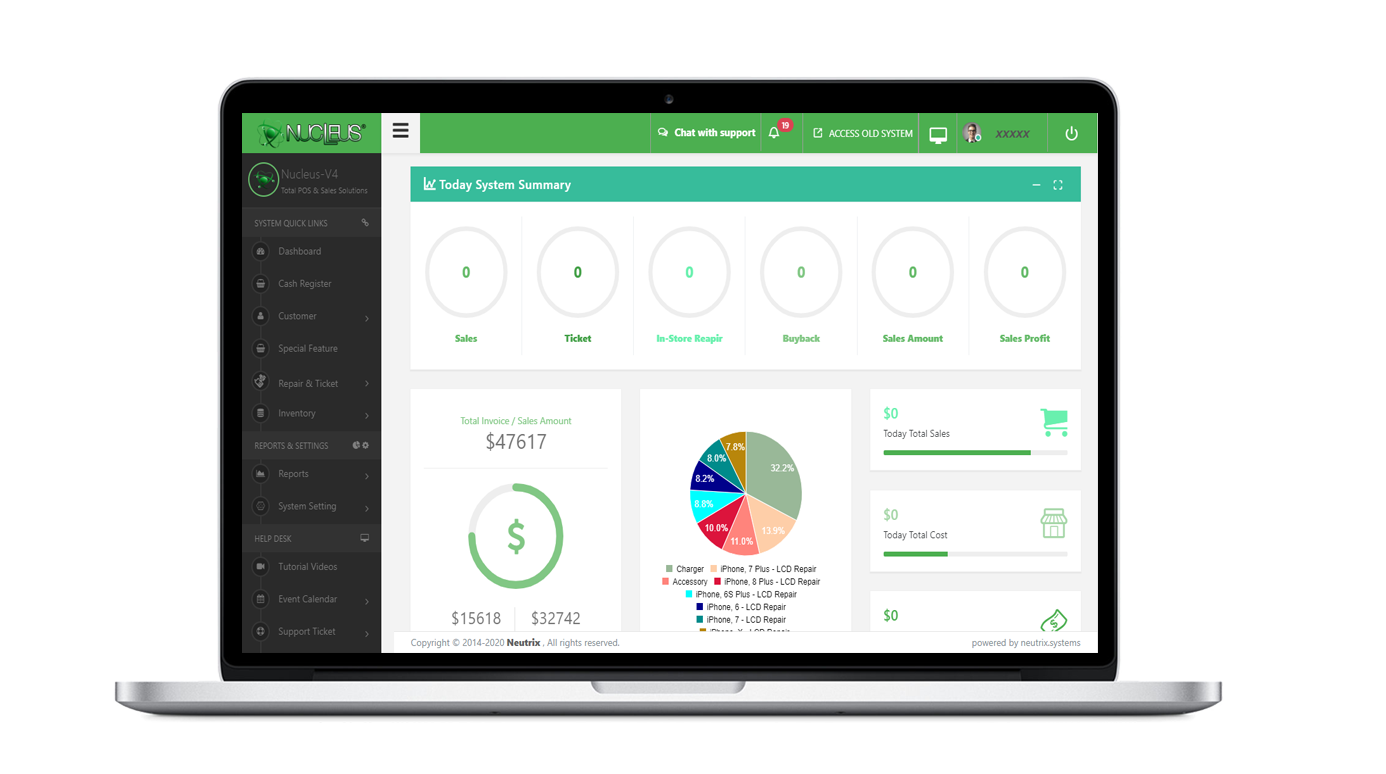 NUCLEUS®
Chat with support
19
ACCESS OLD SYSTEM
XXXXX
Nucleus-V4
Total POS & Sales Solutions
SYSTEM QUICK LINKS
Dashboard
Cash Register
Customer
Special Feature
Repair & Ticket
Inventory
REPORTS & SETTINGS
Reports
System Setting
HELP DESK
Tutorial Videos
Event Calendar
Support Ticket
Today System Summary
0 0 0 0 0 0
Sales Ticket In-Store Reapir Buyback Sales Amount Sales Profit
Total Invoice / Sales Amount
$47617
$
$15618 $32742
32.2%
13.9%
11.0%
10.0%
8.8%
8.2%
8.0%
7.8%
Charger iPhone, 7 Plus - LCD Repair
Accessory iPhone, 8 Plus - LCD Repair
iPhone, 6S Plus - LCD Repair
iPhone, 6 - LCD Repair
iPhone, 7 - LCD Repair
$0
Today Total Sales
$0
Today Total Cost
$0
Copyright © 2014-2020 Neutrix , All rights reserved.
powered by neutrix.systems